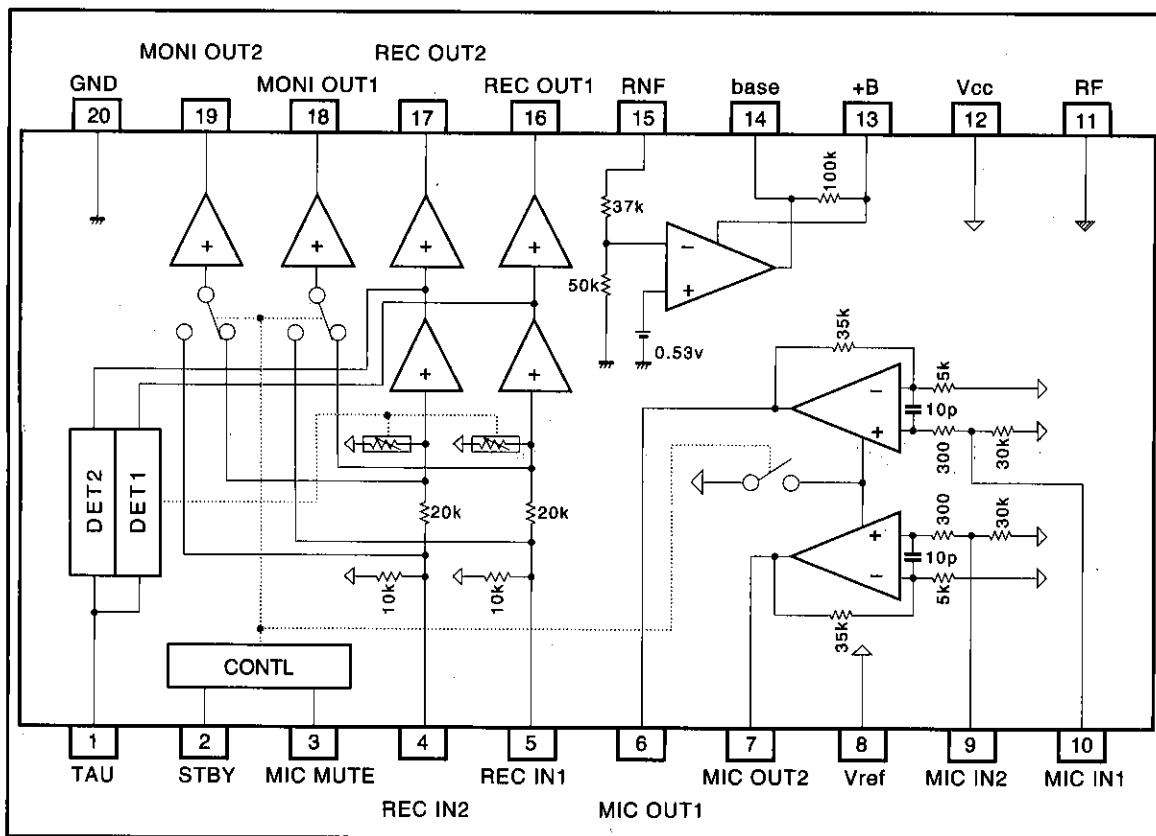 MONI OUT2
REC OUT2
GND
MONI OUT1
REC OUT1
RNF
base
+B
Vcc
RF
20
19
18
17
16
15
14
13
12
11
37k
100k
50k
−
+
0.53v
+
+
+
+
+
+
35k
−
+
5k
10p
300
30k
DET2
DET1
20k
20k
10k
10k
+
−
300
30k
10p
5k
35k
CONTL
1
2
3
4
5
6
7
8
9
10
TAU
STBY
MIC MUTE
REC IN1
MIC OUT2
Vref
MIC IN2
MIC IN1
REC IN2
MIC OUT1